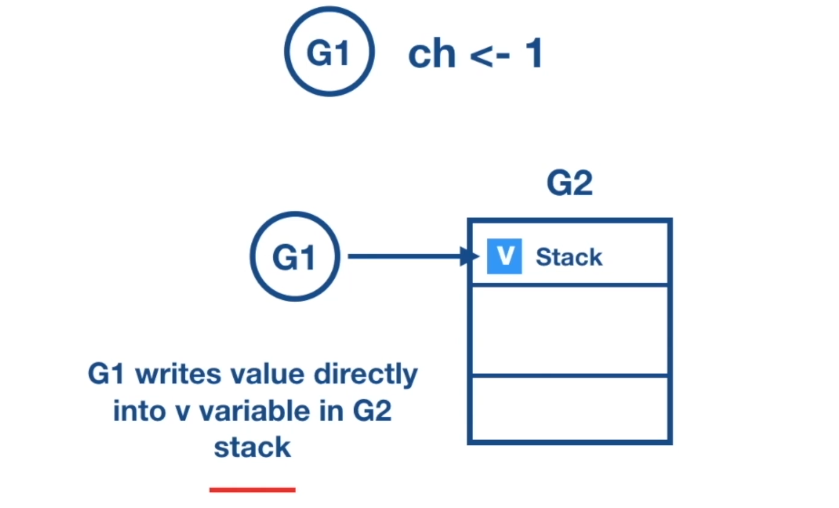 G1 ch <- 1
G2
G1
V Stack
G1 writes value directly
into v variable in G2
stack